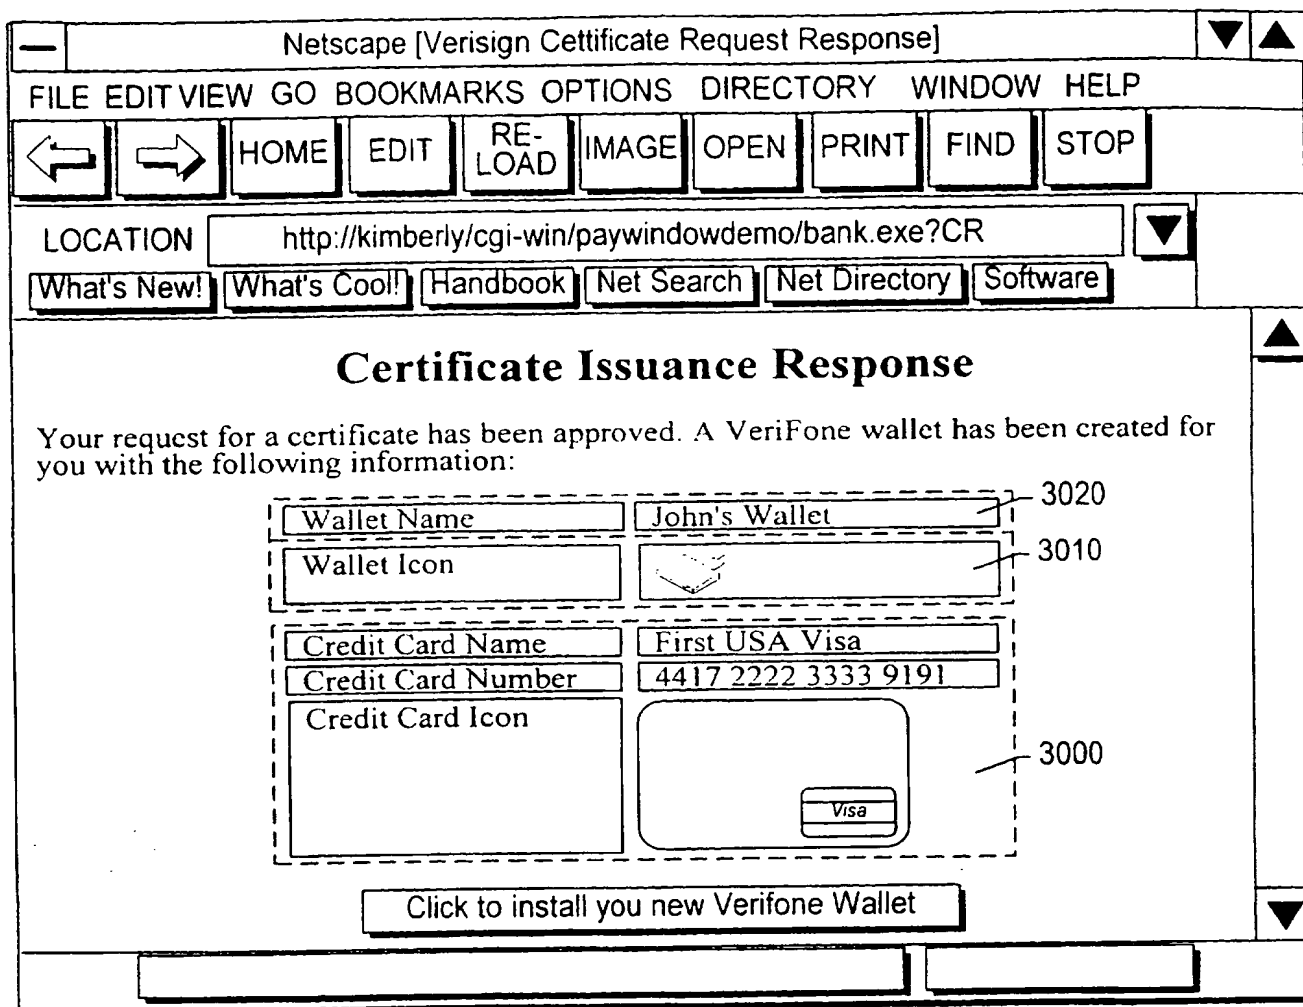 Netscape [Verisign Cettificate Request Response]
FILE EDIT VIEW GO BOOKMARKS OPTIONS DIRECTORY WINDOW HELP
HOME EDIT RE-LOAD IMAGE OPEN PRINT FIND STOP
LOCATION http://kimberly/cgi-win/paywindowdemo/bank.exe?CR
What's New! What's Cool! Handbook Net Search Net Directory Software
Certificate Issuance Response
Your request for a certificate has been approved. A VeriFone wallet has been created for
you with the following information:
Wallet Name John's Wallet 3020
Wallet Icon 3010
Credit Card Name First USA Visa
Credit Card Number 4417 2222 3333 9191
Credit Card Icon
3000
Visa
Click to install you new Verifone Wallet